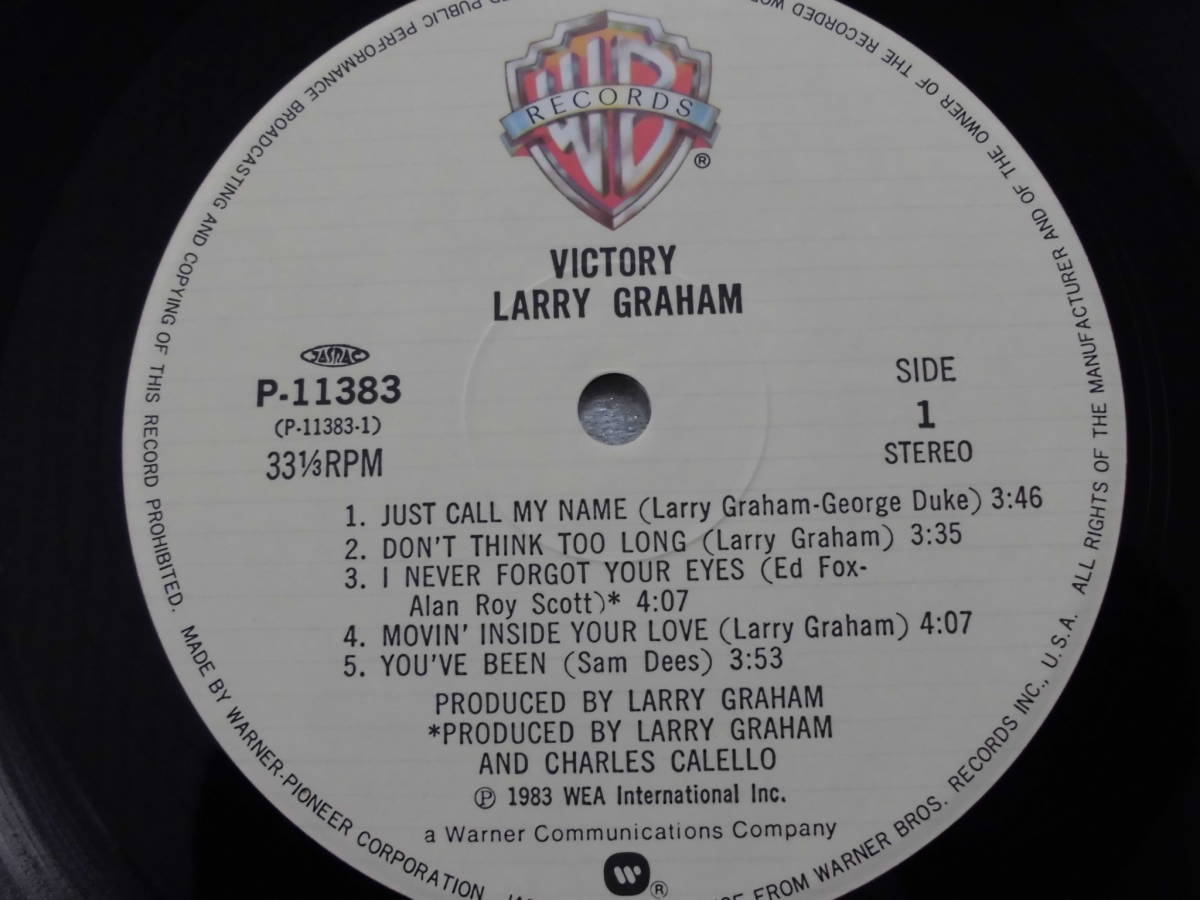 WB
RECORDS
®
VICTORY
LARRY GRAHAM
JASRAC
P-11383
(P-11383-1)
33⅓RPM
SIDE
1
STEREO
1. JUST CALL MY NAME (Larry Graham-George Duke) 3:46
2. DON'T THINK TOO LONG (Larry Graham) 3:35
3. I NEVER FORGOT YOUR EYES (Ed Fox-
Alan Roy Scott)* 4:07
4. MOVIN' INSIDE YOUR LOVE (Larry Graham) 4:07
5. YOU'VE BEEN (Sam Dees) 3:53
PRODUCED BY LARRY GRAHAM
*PRODUCED BY LARRY GRAHAM
AND CHARLES CALELLO
℗ 1983 WEA International Inc.
a Warner Communications Company
®
ALL RIGHTS OF THE MANUFACTURER AND OF THE OWNER OF THE RECORDED
PUBLIC PERFORMANCE BROADCASTING AND COPYING OF THIS RECORD PROHIBITED. MADE BY WARNER-PIONEER CORPORATION,
FROM WARNER BROS. RECORDS INC., U.S.A.